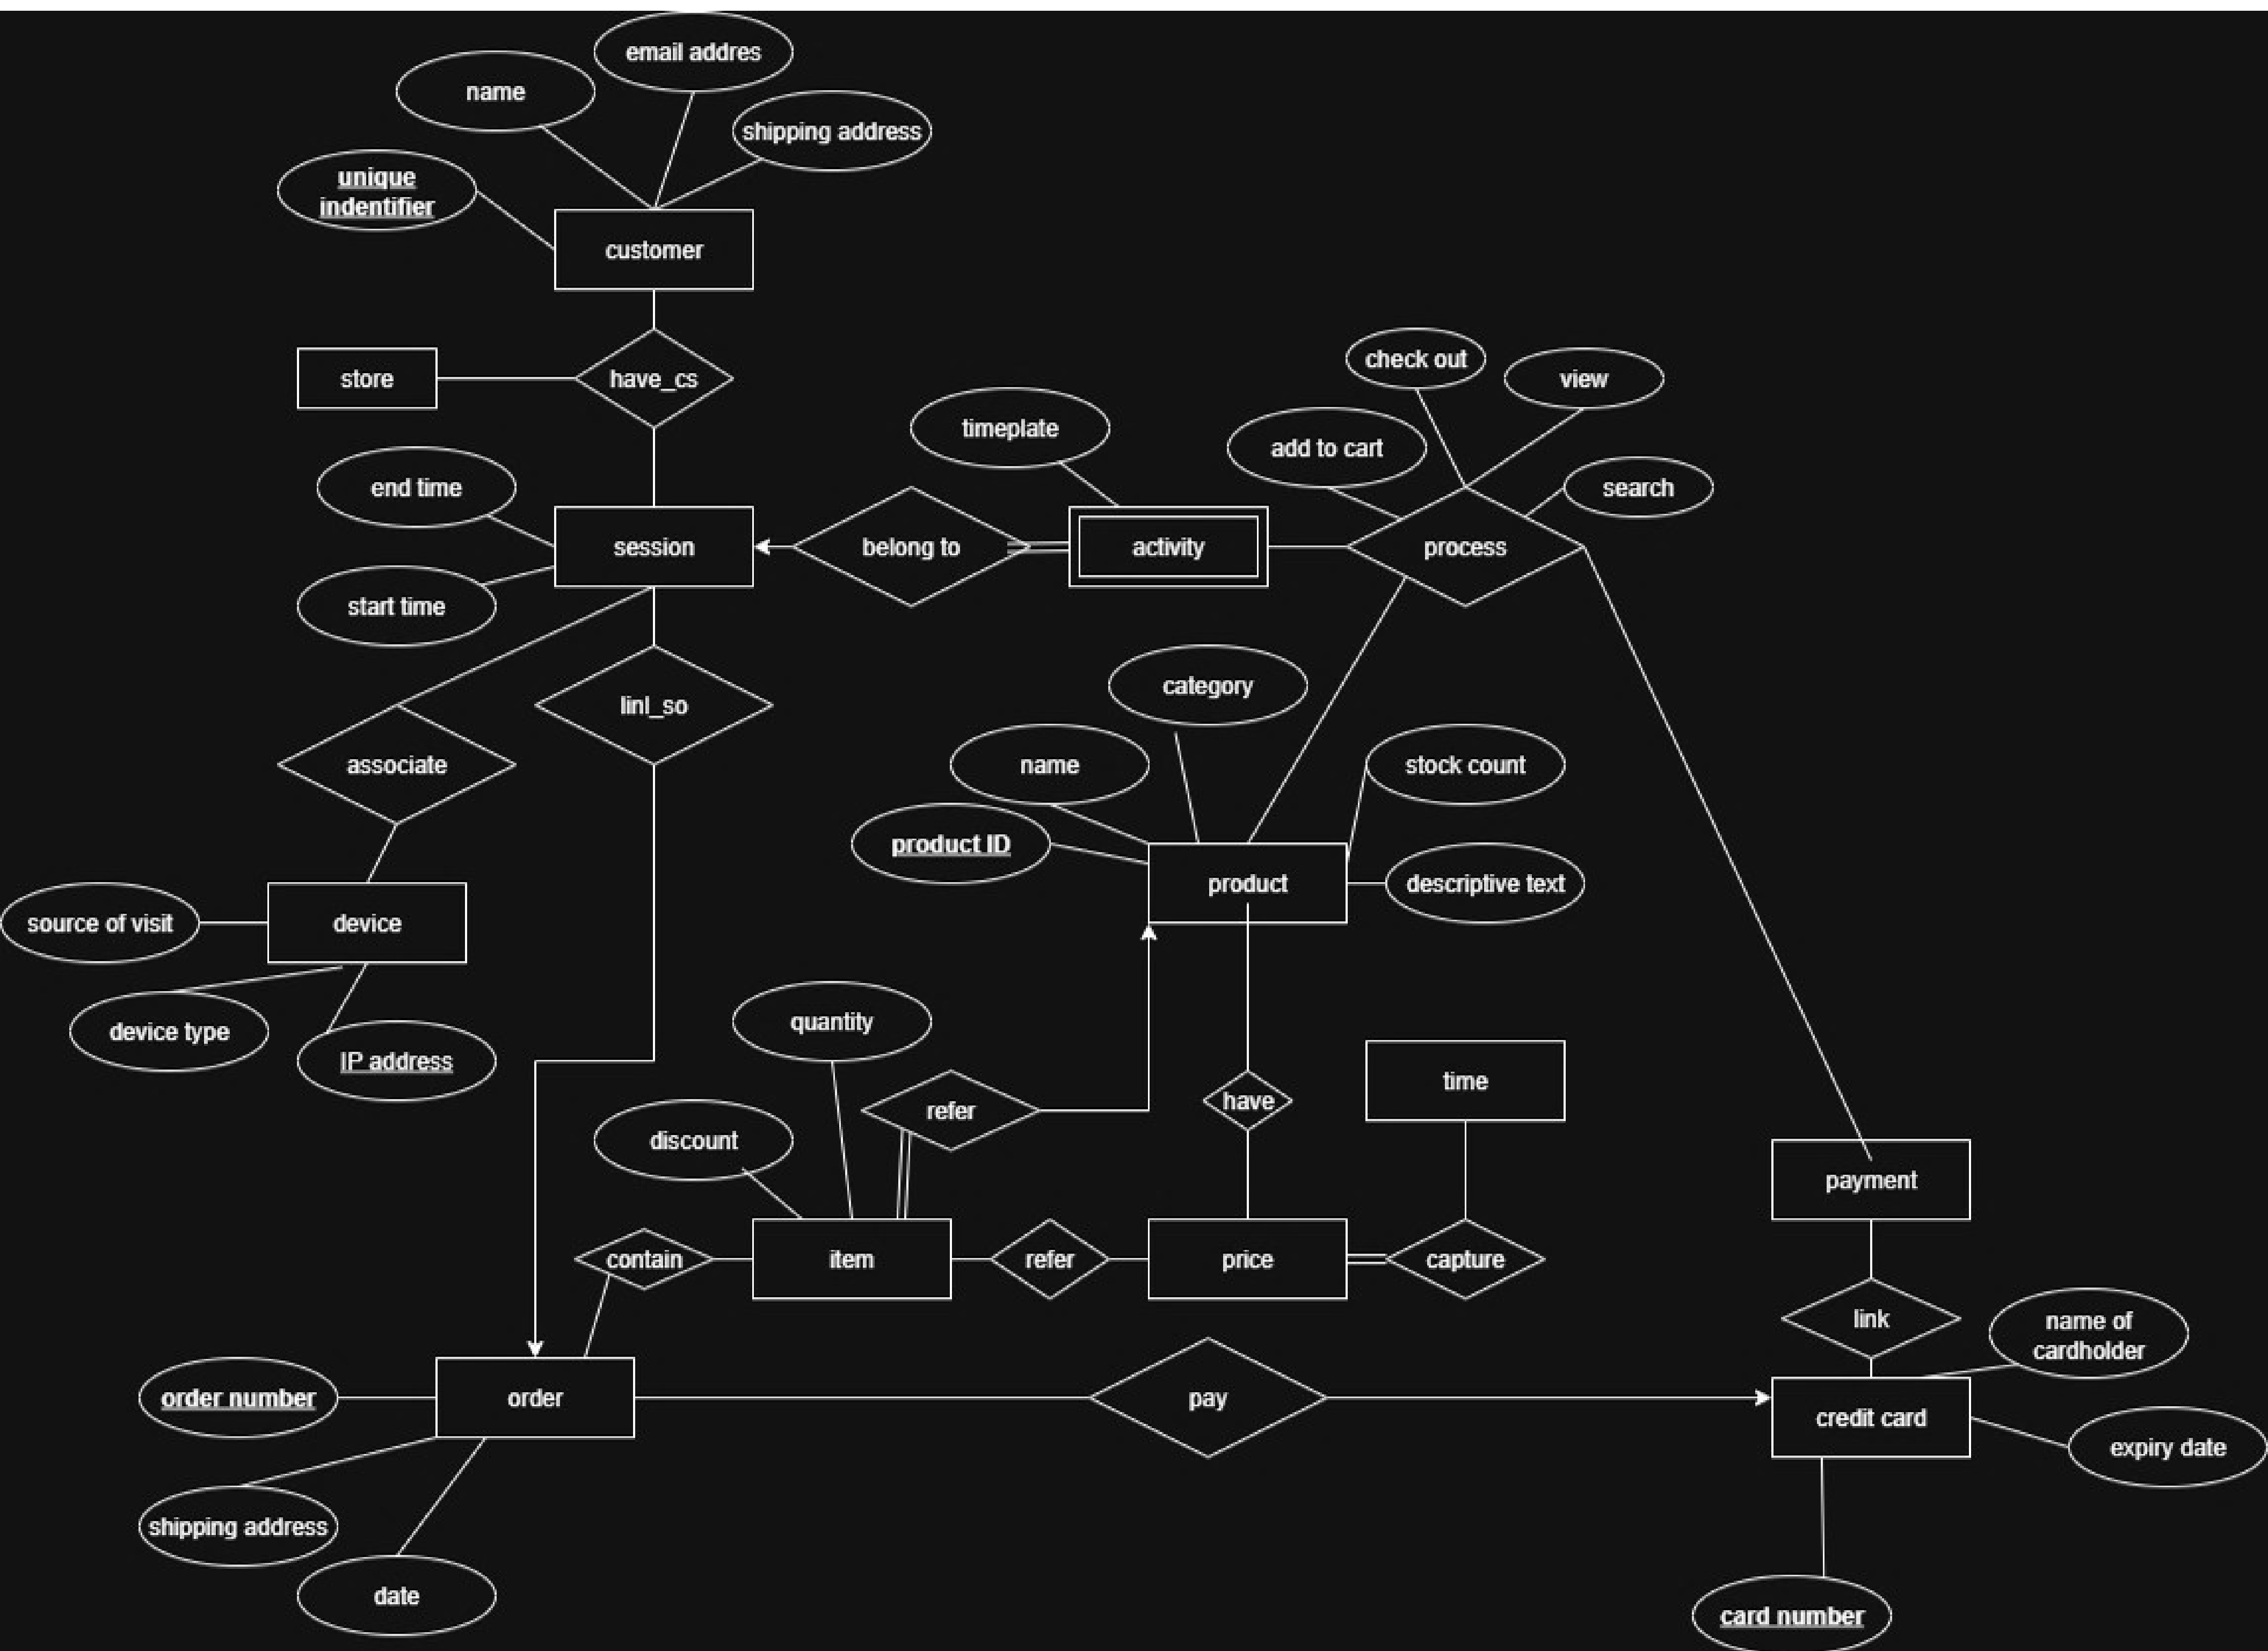 email addres
name
shipping address
unique
indentifier
customer
store
have_cs
check out
view
timeplate
add to cart
end time
search
session
belong to
activity
process
start time
category
linl_so
name
stock count
associate
product ID
product
descriptive text
source of visit
device
quantity
device type
IP address
time
refer
have
discount
payment
contain
item
refer
price
capture
link
name of
cardholder
order number
order
pay
credit card
expiry date
shipping address
date
card number